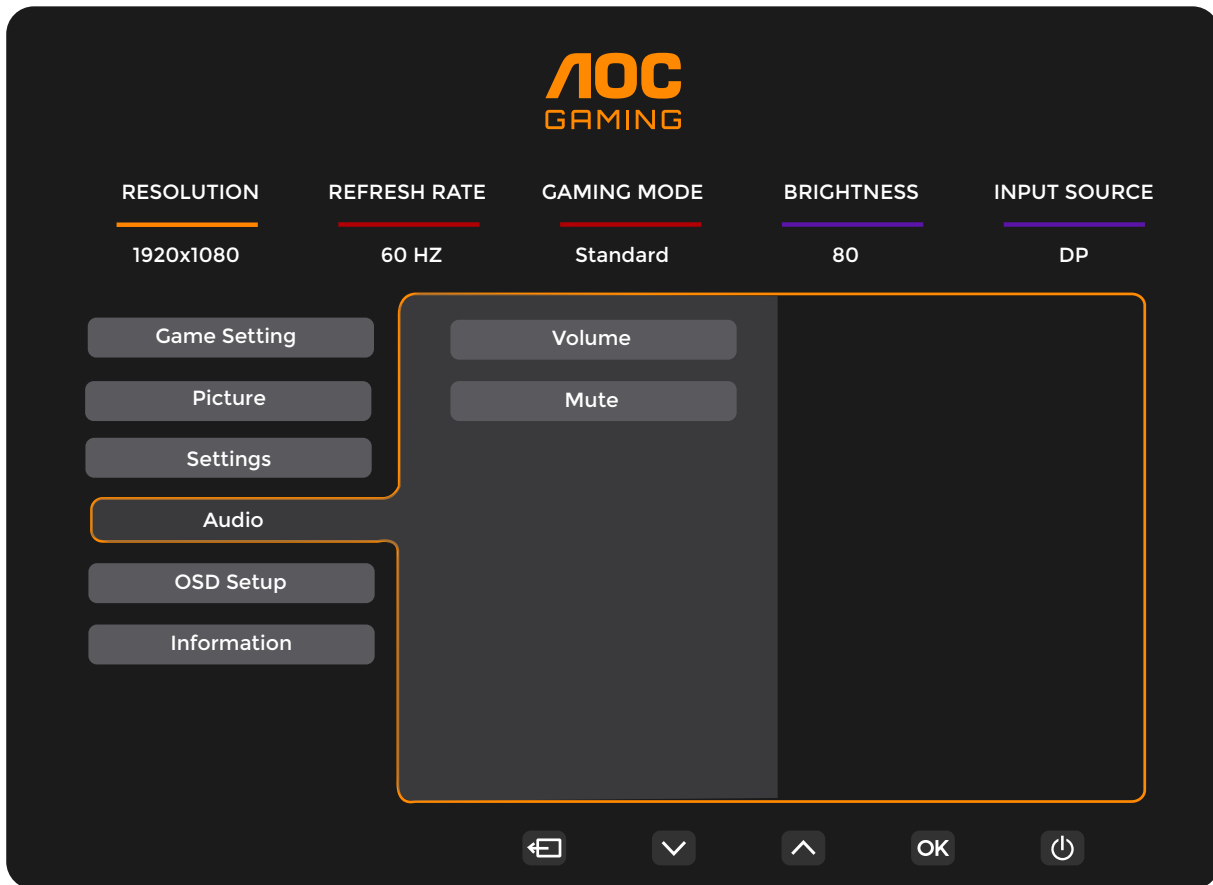 AOC
GAMING
RESOLUTION REFRESH RATE GAMING MODE BRIGHTNESS INPUT SOURCE
1920x1080 60 HZ Standard 80 DP
Game Setting
Picture
Settings
Audio
OSD Setup
Information
Volume
Mute
OK